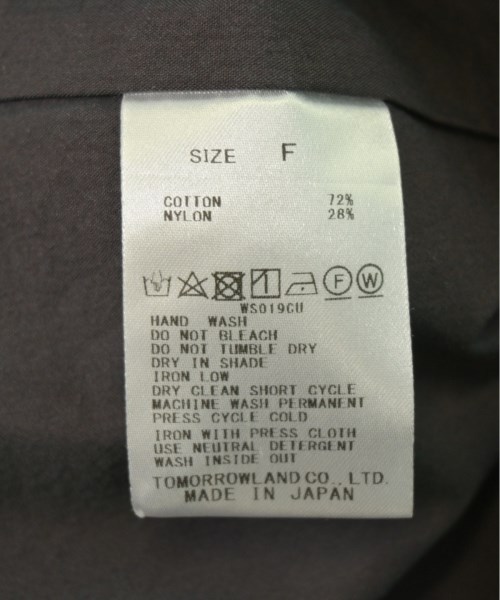 SIZE F
COTTON 72%
NYLON 28%
F W
WS019CU
HAND WASH
DO NOT BLEACH
DO NOT TUMBLE DRY
DRY IN SHADE
IRON LOW
DRY CLEAN SHORT CYCLE
MACHINE WASH PERMANENT
PRESS CYCLE COLD
IRON WITH PRESS CLOTH
USE NEUTRAL DETERGENT
WASH INSIDE OUT
TOMORROWLAND CO., LTD.
MADE IN JAPAN